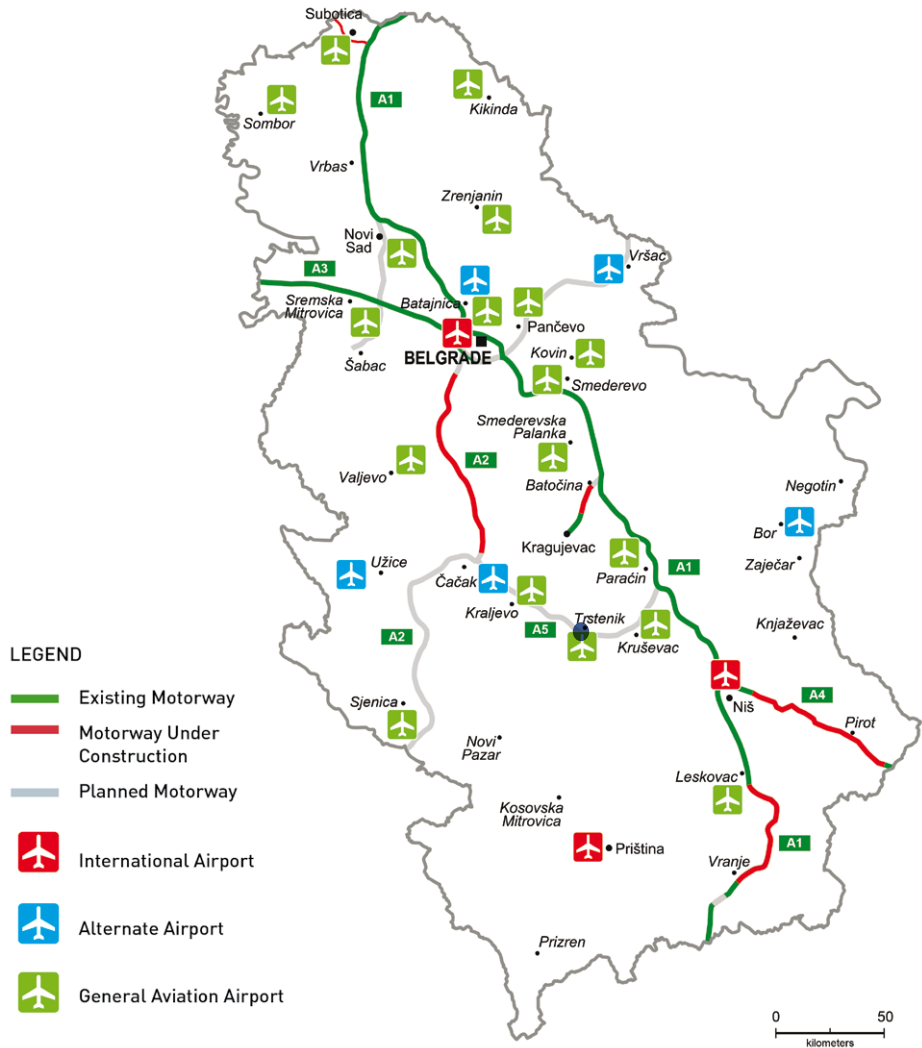 Subotica
A1
Kikinda
Sombor
Vrbas
Zrenjanin
Novi
Sad
Vršac
A3
Sremska
Mitrovica
Batajnica
Pančevo
BELGRADE
Šabac
Kovin
Smederevo
Smederevska
Palanka
A2
Valjevo
Batočina
Negotin
Bor
Kragujevac
Zaječar
Užice
Čačak
Paraćin
A1
Kraljevo
Trstenik
A5
Kruševac
Knjaževac
A2
LEGEND
Existing Motorway
Motorway Under
Construction
Planned Motorway
International Airport
Alternate Airport
General Aviation Airport
Sjenica
Niš
A4
Pirot
Novi
Pazar
Leskovac
Kosovska
Mitrovica
Priština
A1
Vranje
Prizren
0 50
kilometers